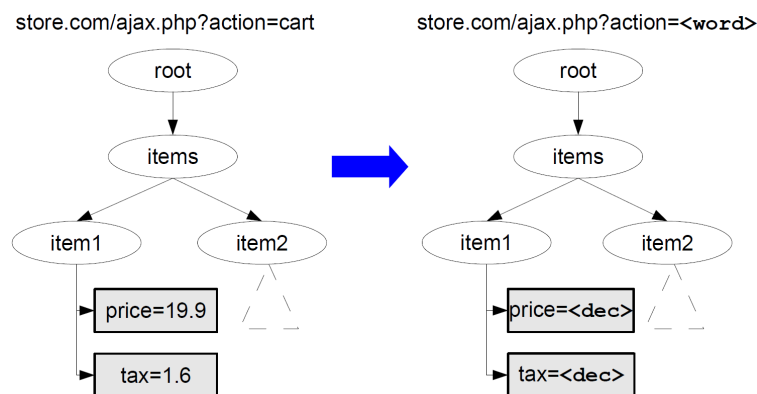 store.com/ajax.php?action=cart
store.com/ajax.php?action=<word>
root
root
items
items
item1
item2
item1
item2
price=19.9
price=<dec>
tax=1.6
tax=<dec>